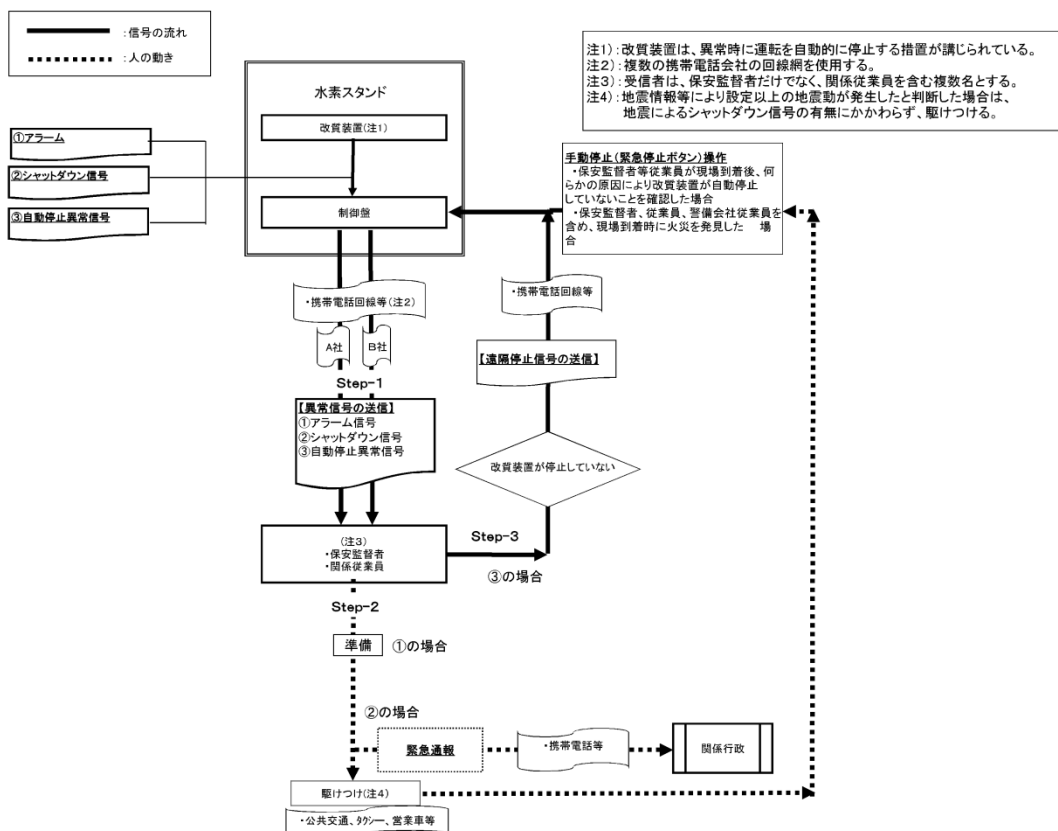 :信号の流れ
:人の動き
注1):改質装置は、異常時に運転を自動的に停止する措置が講じられている。
注2):複数の携帯電話会社の回線網を使用する。
注3):受信者は、保安監督者だけでなく、関係従業員を含む複数名とする。
注4):地震情報等により設定以上の地震動が発生したと判断した場合は、
地震によるシャットダウン信号の有無にかかわらず、駆けつける。
水素スタンド
改質装置(注1)
①アラーム
②シャットダウン信号
③自動停止異常信号
制御盤
手動停止(緊急停止ボタン)操作
・保安監督者等従業員が現場到着後、何
らかの原因により改質装置が自動停止
していないことを確認した場合
・保安監督者、従業員、警備会社従業員を
含め、現場到着時に火災を発見した 場
合
・携帯電話回線等(注2)
・携帯電話回線等
A社
B社
【遠隔停止信号の送信】
Step-1
【異常信号の送信】
①アラーム信号
②シャットダウン信号
③自動停止異常信号
改質装置が停止していない
(注3)
・保安監督者
・関係従業員
Step-3
③の場合
Step-2
準備
①の場合
②の場合
緊急通報
・携帯電話等
関係行政
駆けつけ(注4)
・公共交通、タクシー、営業車等